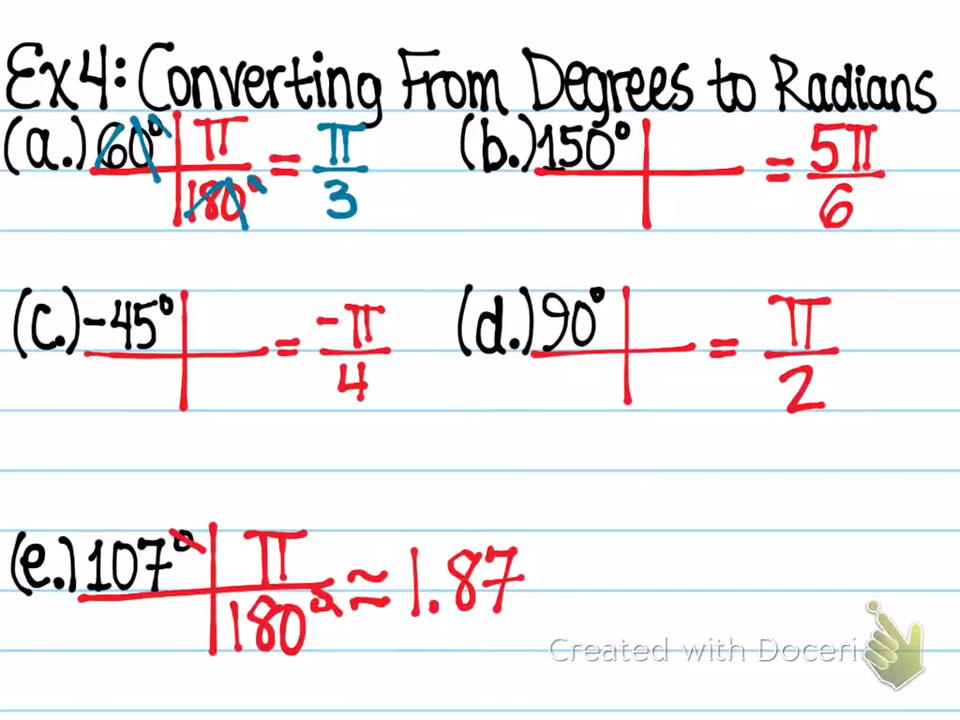 Ex4: Converting From Degrees to Radians
(a.) 60° | π / 180° = π / 3
(b.) 150° | = 5π / 6
(c.) -45° | = -π / 4
(d.) 90° | = π / 2
(e.) 107° | π / 180° ≈ 1.87
Created with Doceri